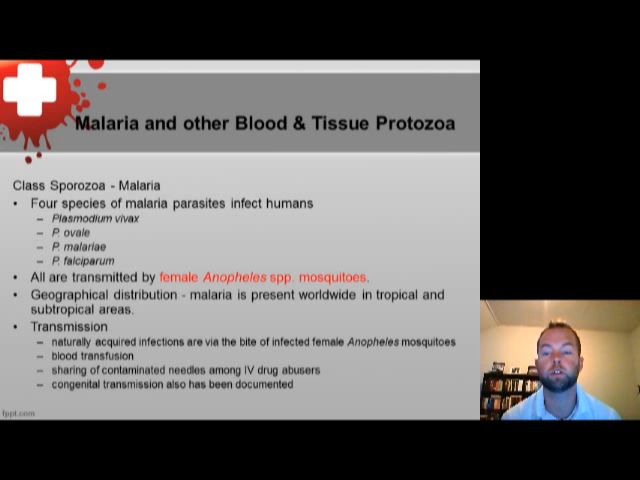 Malaria and other Blood & Tissue Protozoa
Class Sporozoa - Malaria
• Four species of malaria parasites infect humans
– Plasmodium vivax
– P. ovale
– P. malariae
– P. falciparum
• All are transmitted by female Anopheles spp. mosquitoes.
• Geographical distribution - malaria is present worldwide in tropical and
subtropical areas.
• Transmission
– naturally acquired infections are via the bite of infected female Anopheles mosquitoes
– blood transfusion
– sharing of contaminated needles among IV drug abusers
– congenital transmission also has been documented
fppt.com